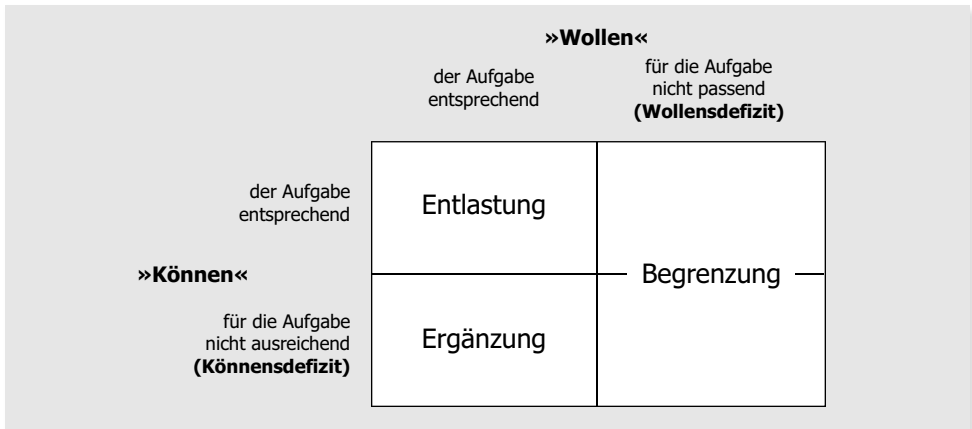 »Wollen«
der Aufgabe
entsprechend
für die Aufgabe
nicht passend
(Wollensdefizit)
der Aufgabe
entsprechend
Entlastung
»Können«
Begrenzung
für die Aufgabe
nicht ausreichend
(Könnensdefizit)
Ergänzung